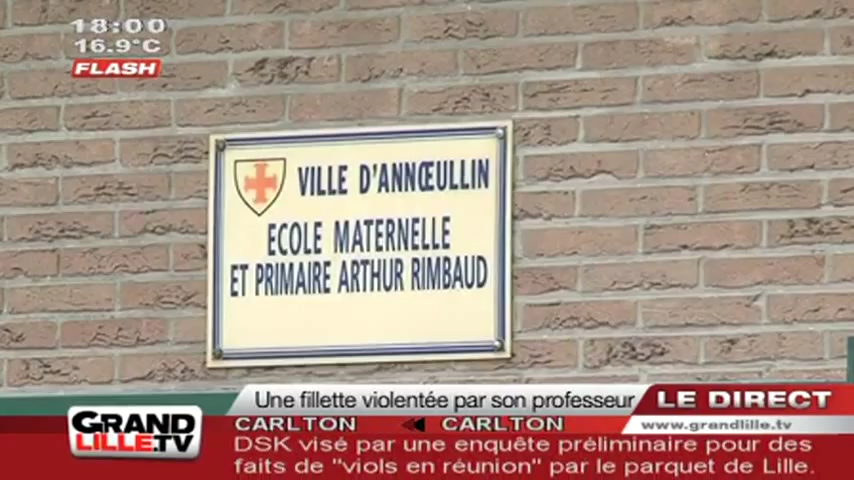 18:00
16.9°C
FLASH
VILLE D'ANNŒULLIN
ECOLE MATERNELLE
ET PRIMAIRE ARTHUR RIMBAUD
Une fillette violentée par son professeur
LE DIRECT
GRAND
LILLE.TV
CARLTON CARLTON
www.grandlille.tv
DSK visé par une enquête préliminaire pour des
faits de "viols en réunion" par le parquet de Lille.